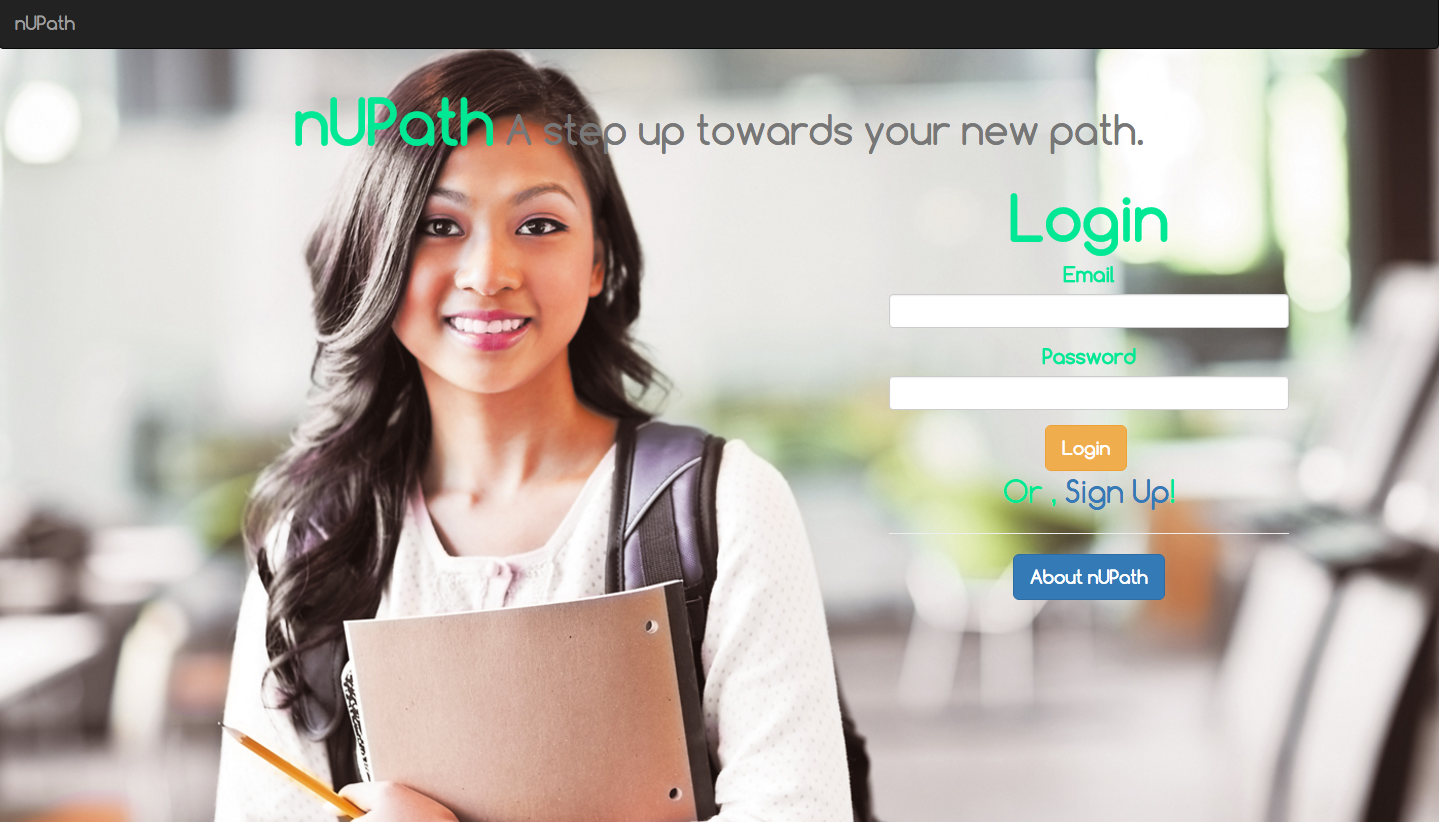 nUPath
nUPath A step up towards your new path.
Login
Email
Password
Login
Or , Sign Up!
About nUPath